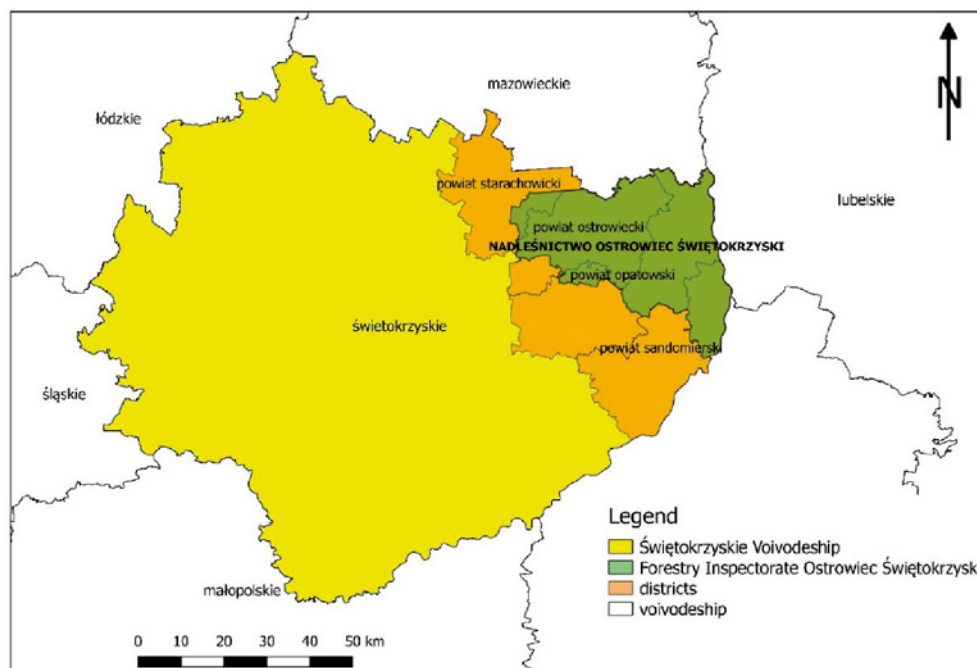 mazowieckie
N
łódzkie
powiat starachowicki
lubelskie
powiat ostrowiecki
NADLEŚNICTWO OSTROWIEC ŚWIĘTOKRZYSKI
powiat opatowski
świetokrzyskie
powiat sandomierski
śląskie
małopolskie
Legend
Świętokrzyskie Voivodeship
Forestry Inspectorate Ostrowiec Świętokrzysk
districts
voivodeship
0 10 20 30 40 50 km